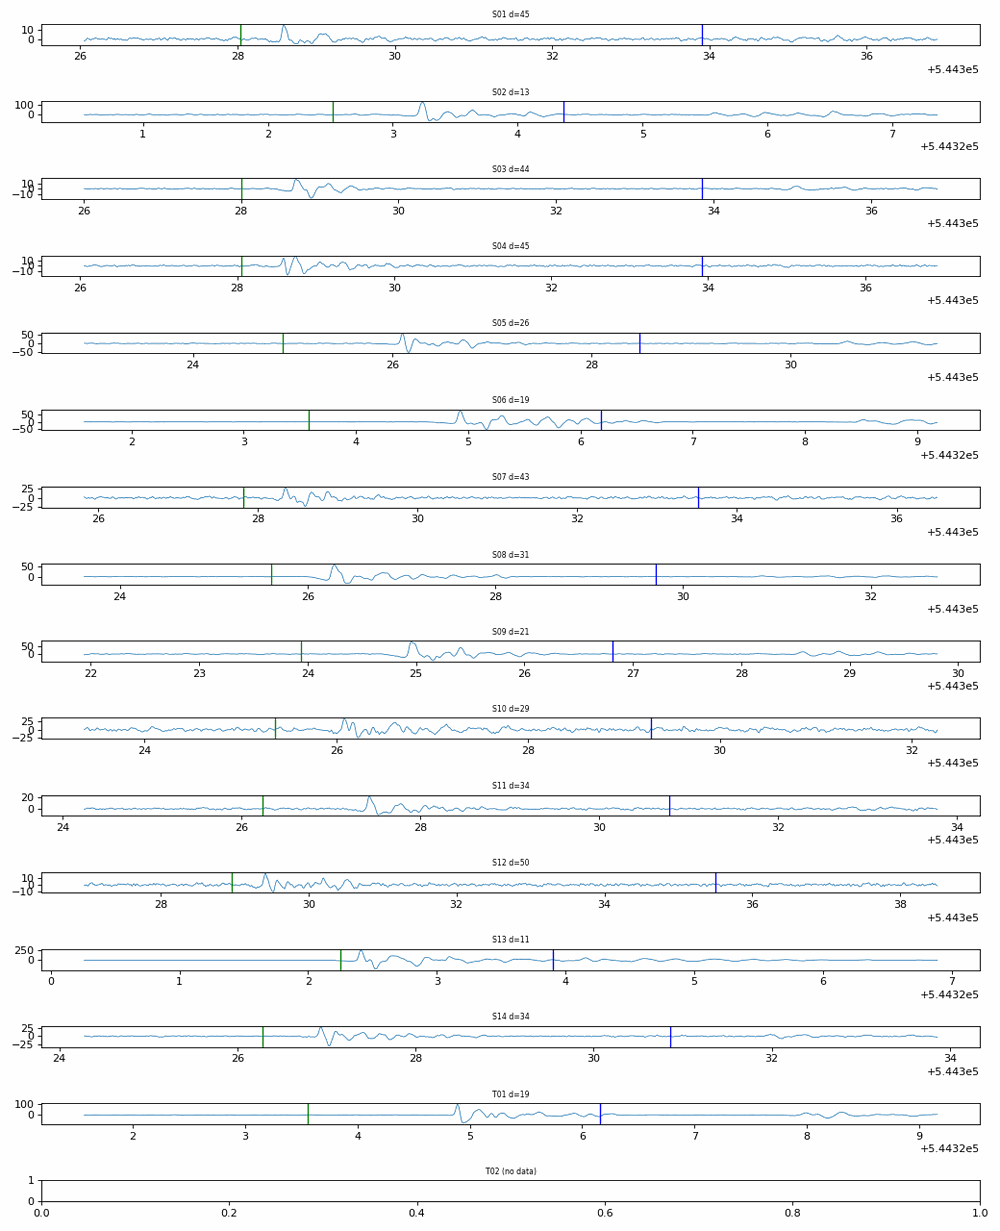 S01 d=45
10
0
26 28 30 32 34 36
+5.443e5
S02 d=13
100
0
1 2 3 4 5 6 7
+5.4432e5
S03 d=44
10
0
−10
26 28 30 32 34 36
+5.443e5
S04 d=45
10
0
−10
26 28 30 32 34 36
+5.443e5
S05 d=26
50
0
−50
24 26 28 30
+5.443e5
S06 d=19
50
0
−50
2 3 4 5 6 7 8 9
+5.4432e5
S07 d=43
25
0
−25
26 28 30 32 34 36
+5.443e5
S08 d=31
50
0
24 26 28 30 32
+5.443e5
S09 d=21
50
0
22 23 24 25 26 27 28 29 30
+5.443e5
S10 d=29
25
0
−25
24 26 28 30 32
+5.443e5
S11 d=34
20
0
24 26 28 30 32 34
+5.443e5
S12 d=50
10
0
−10
28 30 32 34 36 38
+5.443e5
S13 d=11
250
0
0 1 2 3 4 5 6 7
+5.4432e5
S14 d=34
25
0
−25
24 26 28 30 32 34
+5.443e5
T01 d=19
100
0
2 3 4 5 6 7 8 9
+5.4432e5
T02 (no data)
1
0
0.0 0.2 0.4 0.6 0.8 1.0